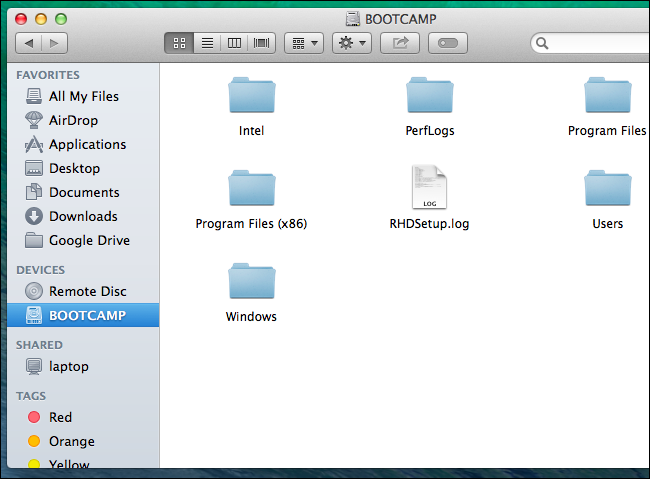 BOOTCAMP
FAVORITES
All My Files
AirDrop
Applications
Desktop
Documents
Downloads
Google Drive
DEVICES
Remote Disc
BOOTCAMP
SHARED
laptop
TAGS
Red
Orange
Yellow
Intel
PerfLogs
Program Files
Program Files (x86)
LOG
RHDSetup.log
Users
Windows